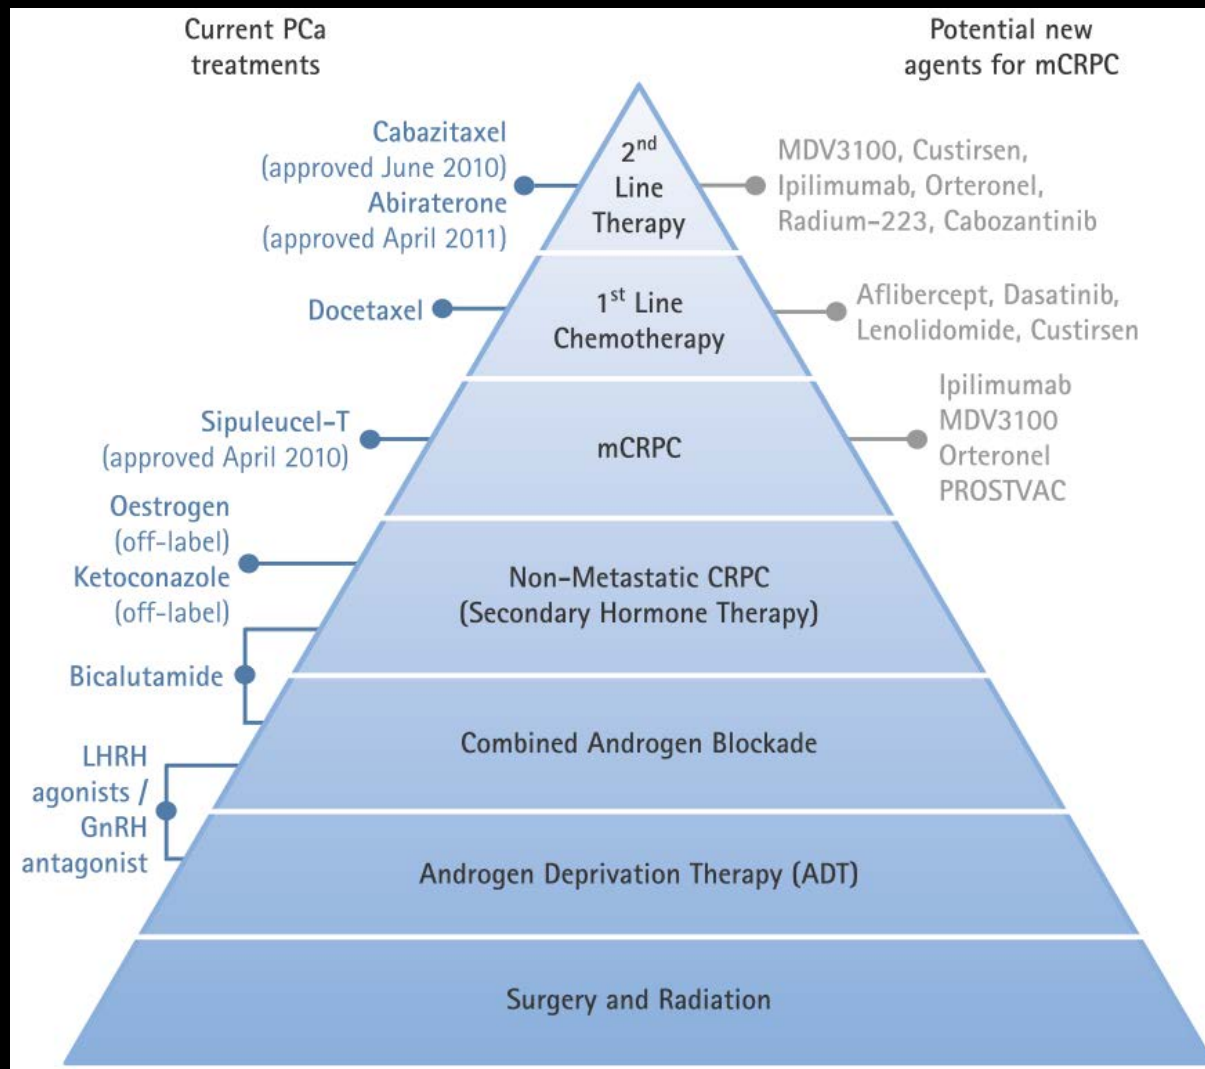 Current PCa
treatments
Potential new
agents for mCRPC
Cabazitaxel
(approved June 2010)
Abiraterone
(approved April 2011)
2nd
Line
Therapy
MDV3100, Custirsen,
Ipilimumab, Orteronel,
Radium-223, Cabozantinib
Docetaxel
1st Line
Chemotherapy
Aflibercept, Dasatinib,
Lenolidomide, Custirsen
Sipuleucel-T
(approved April 2010)
mCRPC
Ipilimumab
MDV3100
Orteronel
PROSTVAC
Oestrogen
(off-label)
Ketoconazole
(off-label)
Non-Metastatic CRPC
(Secondary Hormone Therapy)
Bicalutamide
Combined Androgen Blockade
LHRH
agonists /
GnRH
antagonist
Androgen Deprivation Therapy (ADT)
Surgery and Radiation